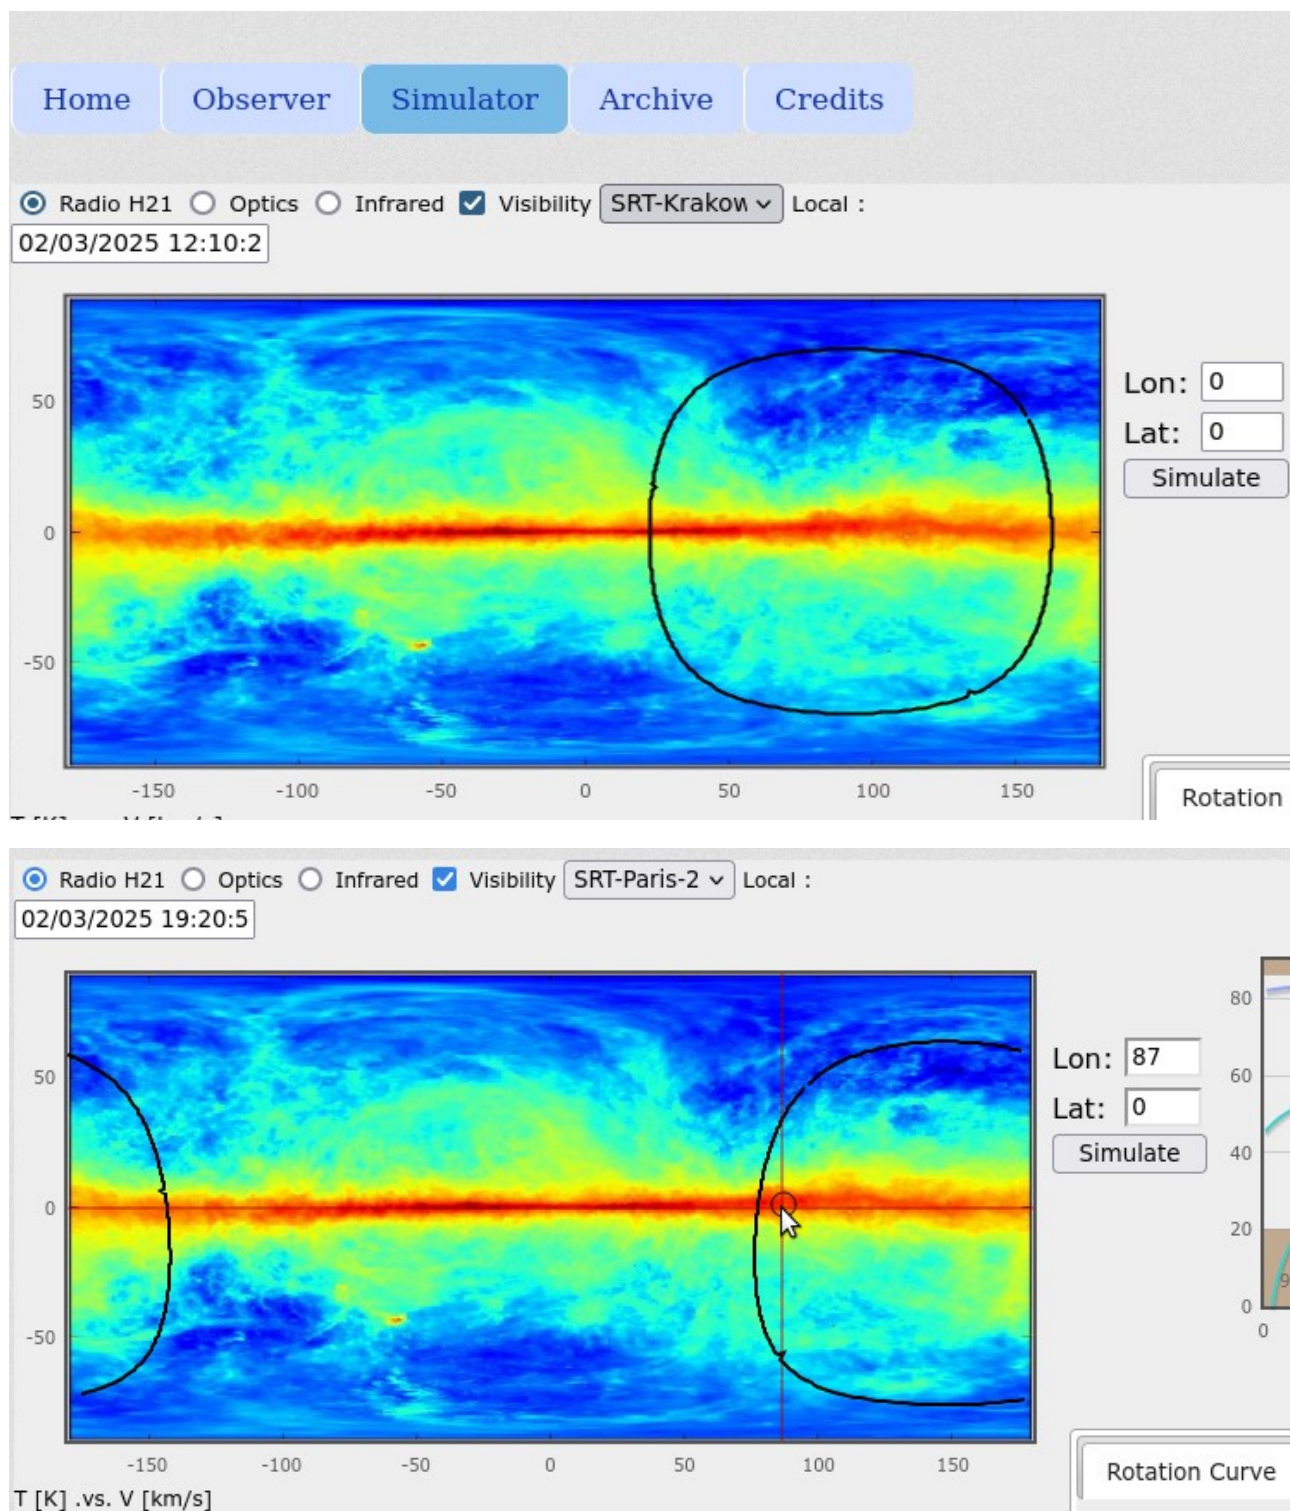 Home Observer Simulator Archive Credits
Radio H21 Optics Infrared Visibility SRT-Krakow Local :
02/03/2025 12:10:2
50
0
-50
-150 -100 -50 0 50 100 150
Lon: 0
Lat: 0
Simulate
Rotation
Radio H21 Optics Infrared Visibility SRT-Paris-2 Local :
02/03/2025 19:20:5
50
0
-50
-150 -100 -50 0 50 100 150
T [K] .vs. V [km/s]
Lon: 87
Lat: 0
Simulate
80
60
40
20
0
9
0
Rotation Curve